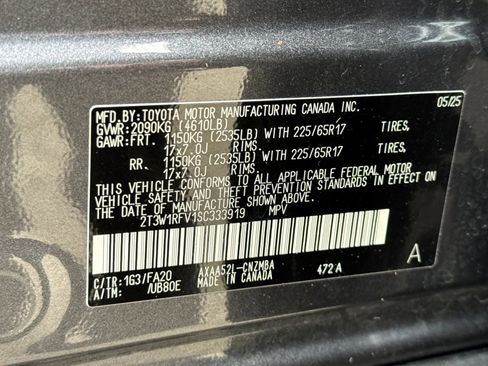 MFD.BY:TOYOTA MOTOR MANUFACTURING CANADA INC. 05/25
GVWR:2090KG (4610LB)
GAWR:FRT. 1150KG (2535LB) WITH 225/65R17 TIRES,
17x7.0J RIMS.
RR. 1150KG (2535LB) WITH 225/65R17 TIRES,
17x7.0J RIMS.
THIS VEHICLE CONFORMS TO ALL APPLICABLE FEDERAL MOTOR
VEHICLE SAFETY AND THEFT PREVENTION STANDARDS IN EFFECT ON
THE DATE OF MANUFACTURE SHOWN ABOVE.
2T3W1RFV1SC333919 MPV
C/TR:1G3/FA20 AXAA52L-CNZMBA 472A A
A/TM: /UB80E MADE IN CANADA